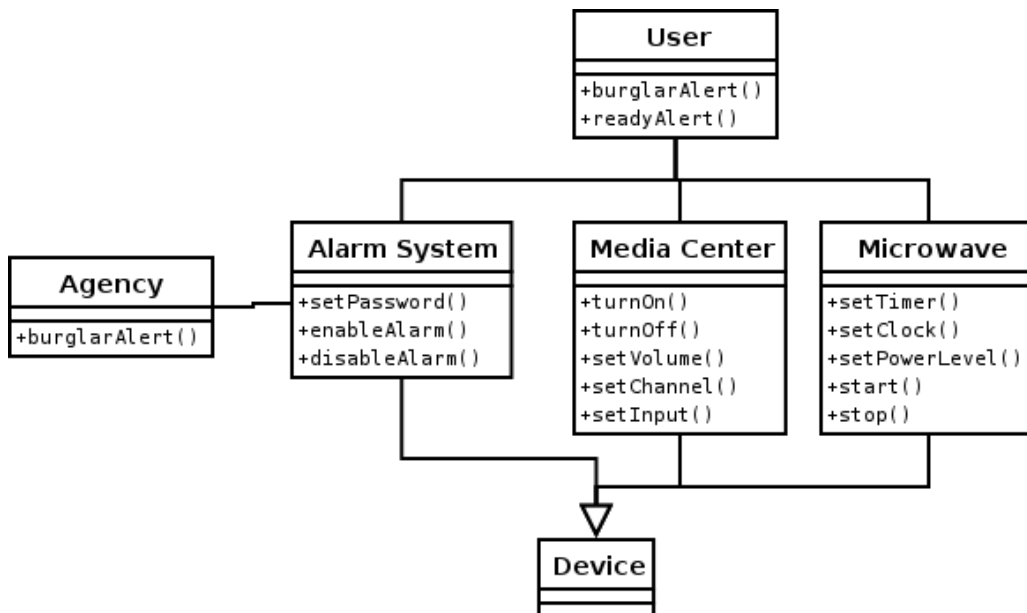 User
+burglarAlert()
+readyAlert()
Agency
+burglarAlert()
Alarm System
+setPassword()
+enableAlarm()
+disableAlarm()
Media Center
+turnOn()
+turnOff()
+setVolume()
+setChannel()
+setInput()
Microwave
+setTimer()
+setClock()
+setPowerLevel()
+start()
+stop()
Device